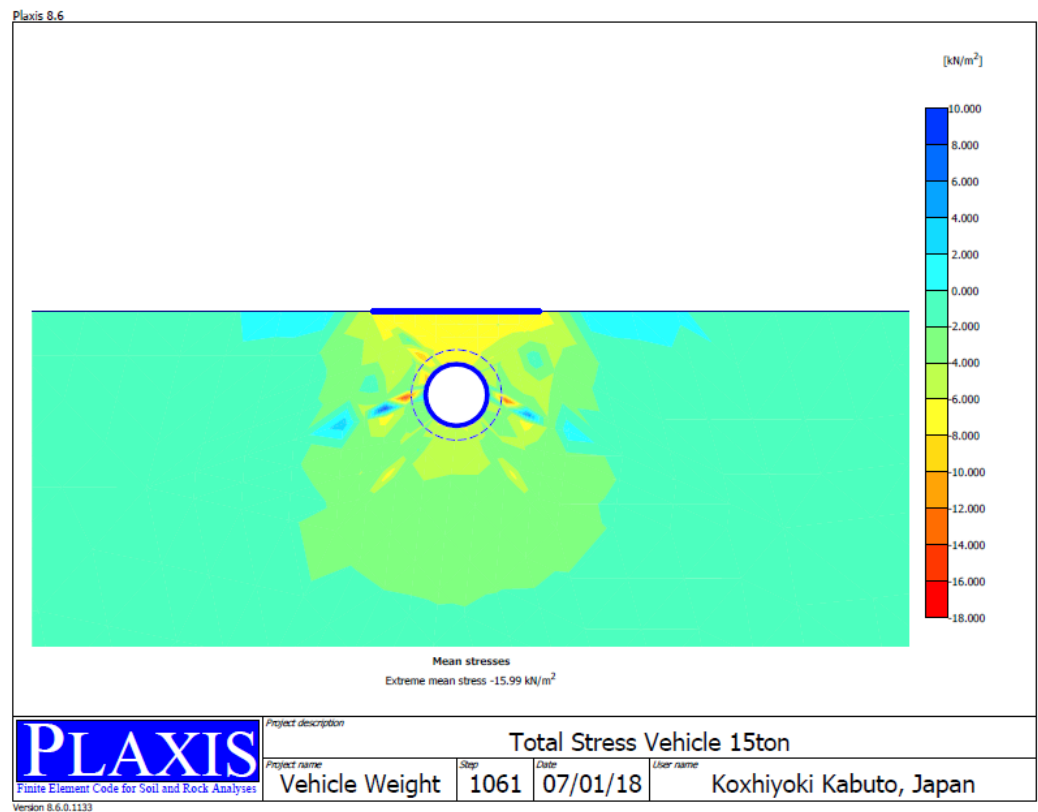 Plaxis 8.6
[kN/m2]
10.000
8.000
6.000
4.000
2.000
0.000
-2.000
-4.000
-6.000
-8.000
-10.000
-12.000
-14.000
-16.000
-18.000
Mean stresses
Extreme mean stress -15.99 kN/m2
PLAXIS
Finite Element Code for Soil and Rock Analyses
Project description
Total Stress Vehicle 15ton
Project name
Vehicle Weight
Step
1061
Date
07/01/18
User name
Koxhiyoki Kabuto, Japan
Version 8.6.0.1133